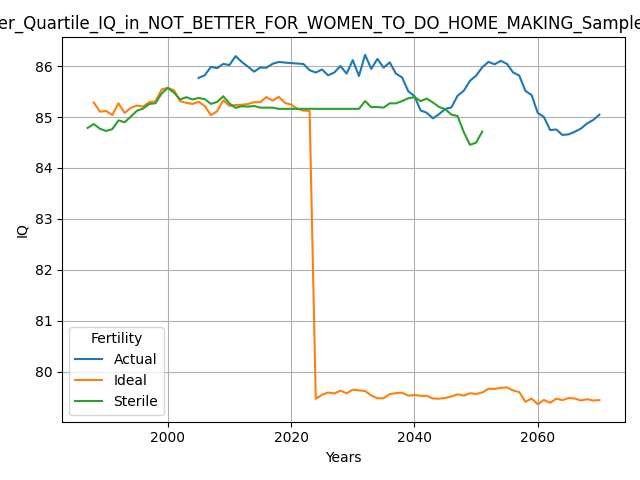 er_Quartile_IQ_in_NOT_BETTER_FOR_WOMEN_TO_DO_HOME_MAKING_Sample
86
85
84
83
82
81
80
IQ
Fertility
Actual
Ideal
Sterile
2000
2020
2040
2060
Years